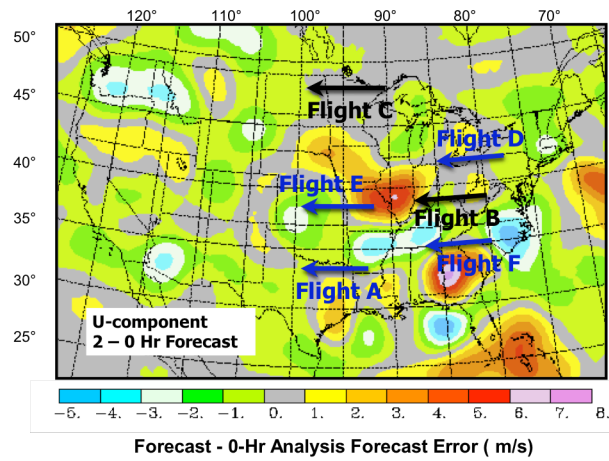 120° 110° 100° 90° 80° 70°
50°
45°
Flight C
Flight D
40°
Flight E
35°
Flight B
Flight F
30°
Flight A
U-component
2 – 0 Hr Forecast
25°
−5. −4. −3. −2. −1. 0. 1. 2. 3. 4. 5. 6. 7. 8.
Forecast - 0-Hr Analysis Forecast Error ( m/s)